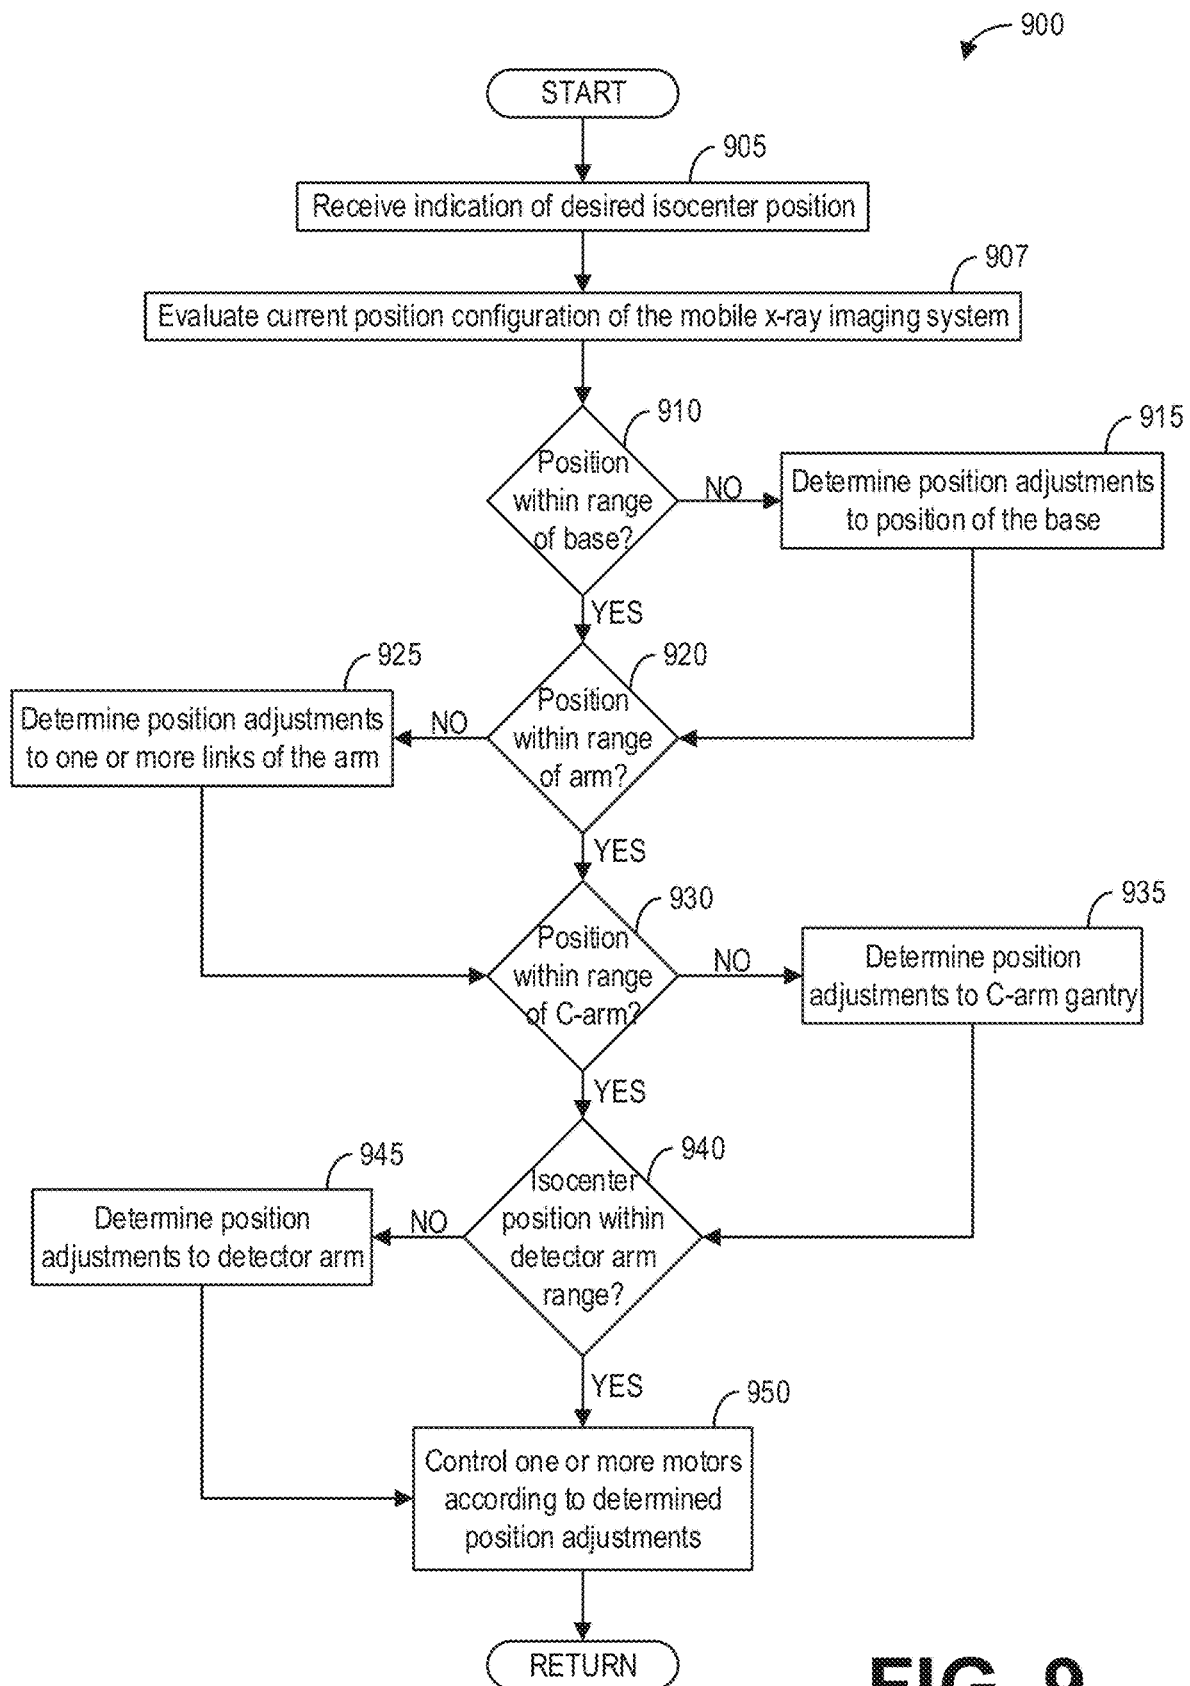 900
START
905
Receive indication of desired isocenter position
907
Evaluate current position configuration of the mobile x-ray imaging system
910
Position
within range
of base?
NO
915
Determine position adjustments
to position of the base
YES
920
Position
within range
of arm?
NO
925
Determine position adjustments
to one or more links of the arm
YES
930
Position
within range
of C-arm?
NO
935
Determine position
adjustments to C-arm gantry
YES
940
Isocenter
position within
detector arm
range?
NO
945
Determine position
adjustments to detector arm
YES
950
Control one or more motors
according to determined
position adjustments
RETURN
FIG. 9